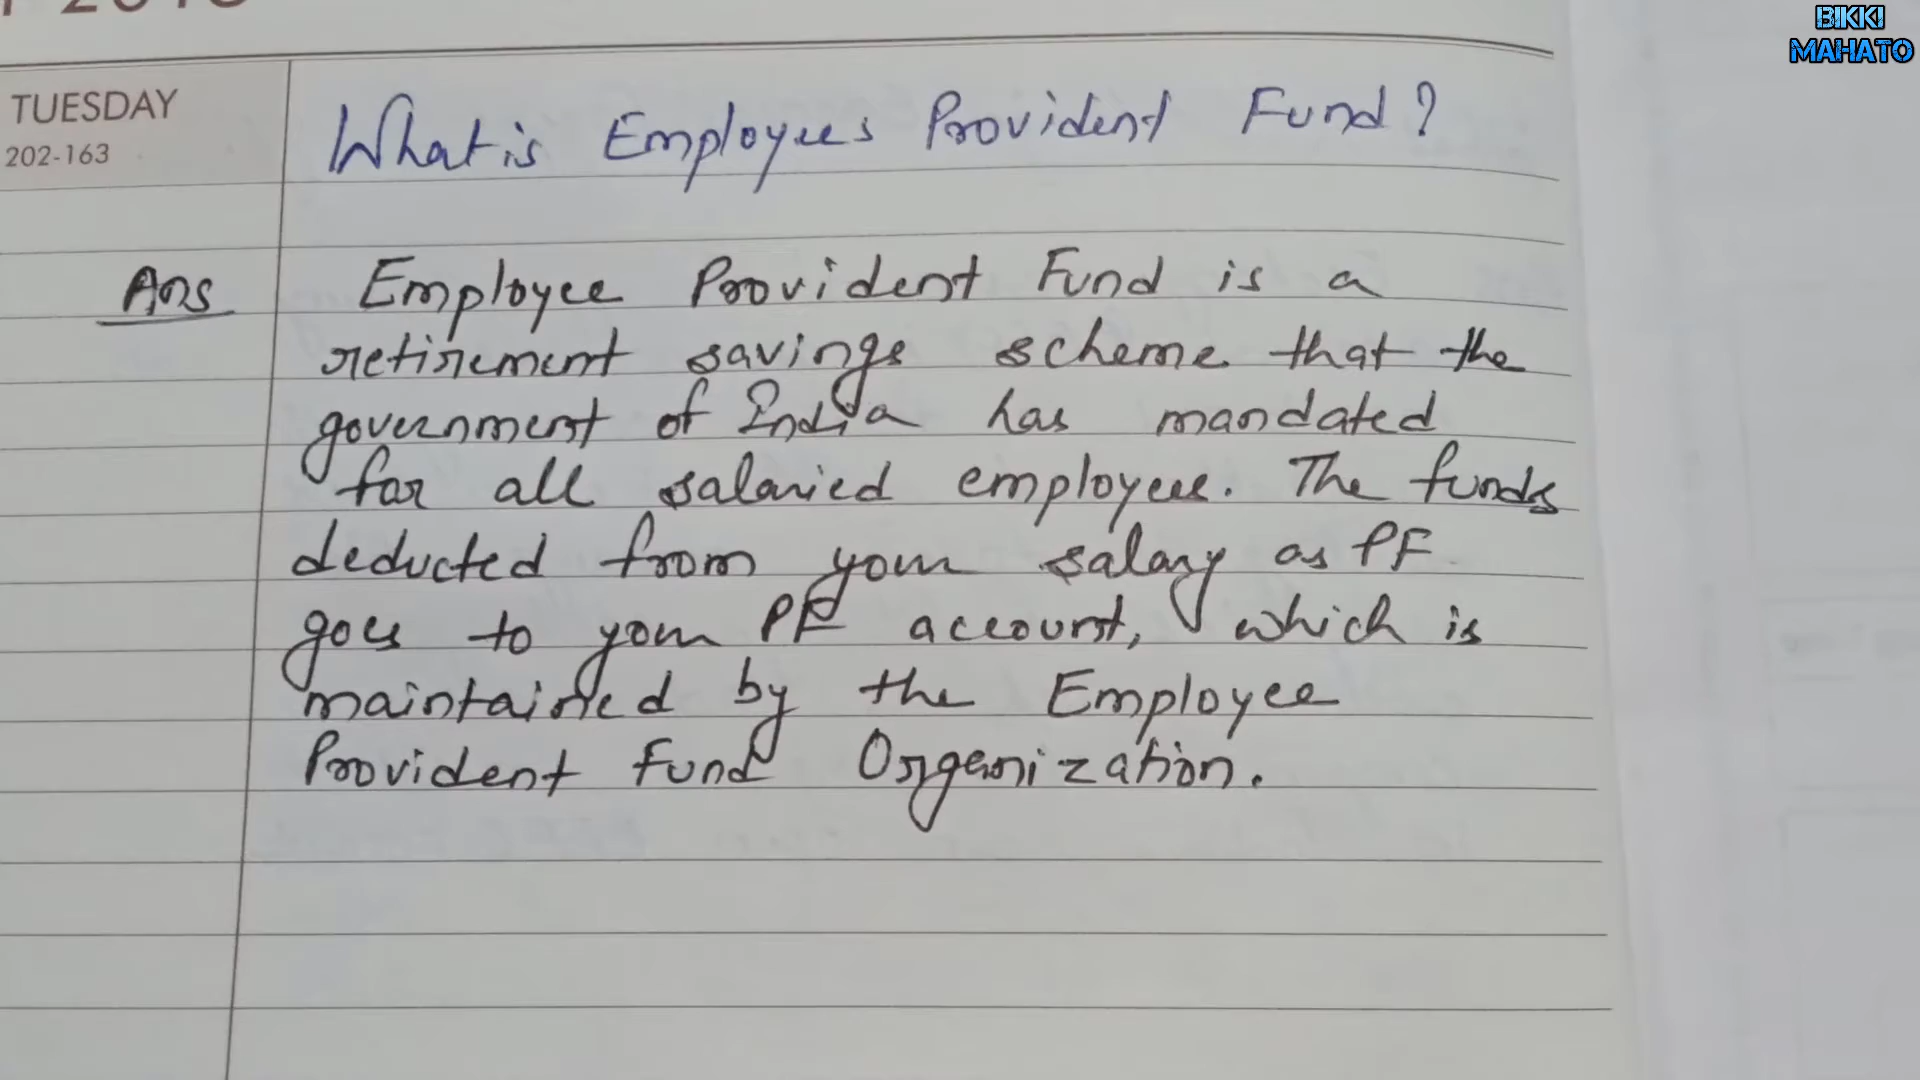 BIKKI
MAHATO
TUESDAY
202-163
What is Employees Provident Fund?
Ans Employee Provident Fund is a
retirement savings scheme that the
government of India has mandated
for all salaried employees. The funds
deducted from your salary as PF
goes to your PF account, which is
maintained by the Employee
Provident Fund Organization.